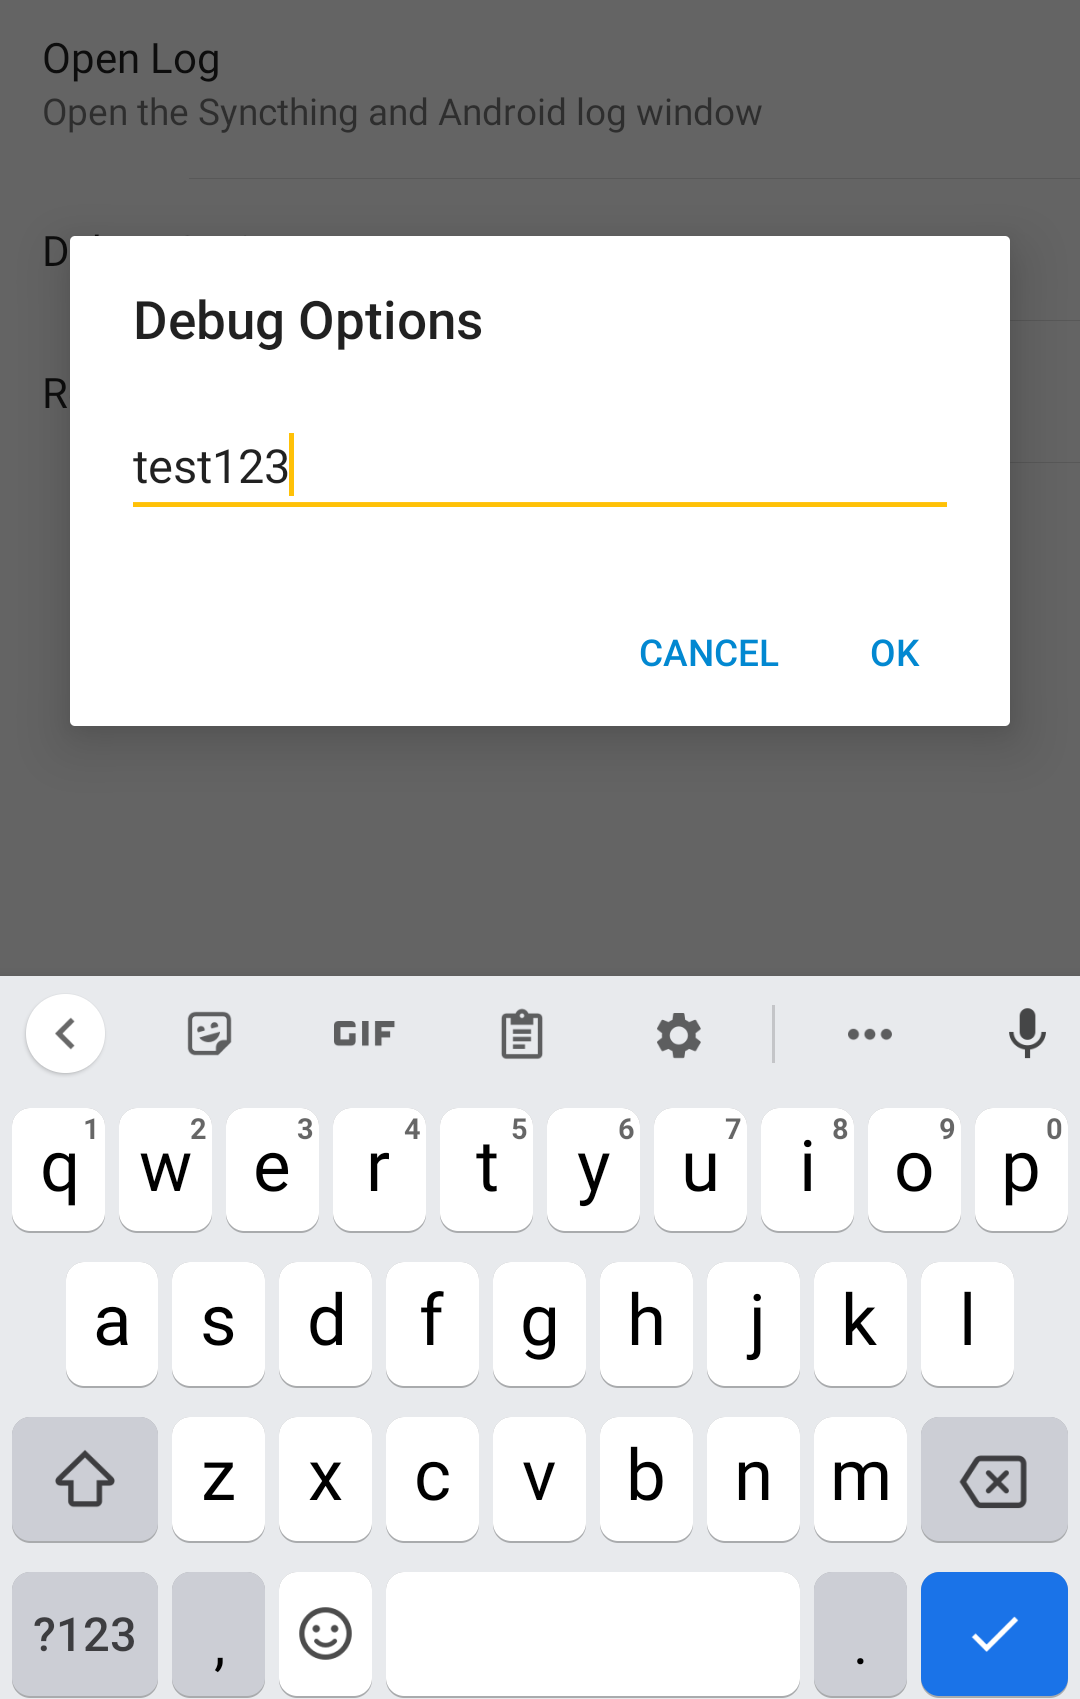 Open Log
Open the Syncthing and Android log window
Debug Options
test123
CANCEL OK
GIF
1 2 3 4 5 6 7 8 9 0
q w e r t y u i o p
a s d f g h j k l
z x c v b n m
?123 , .